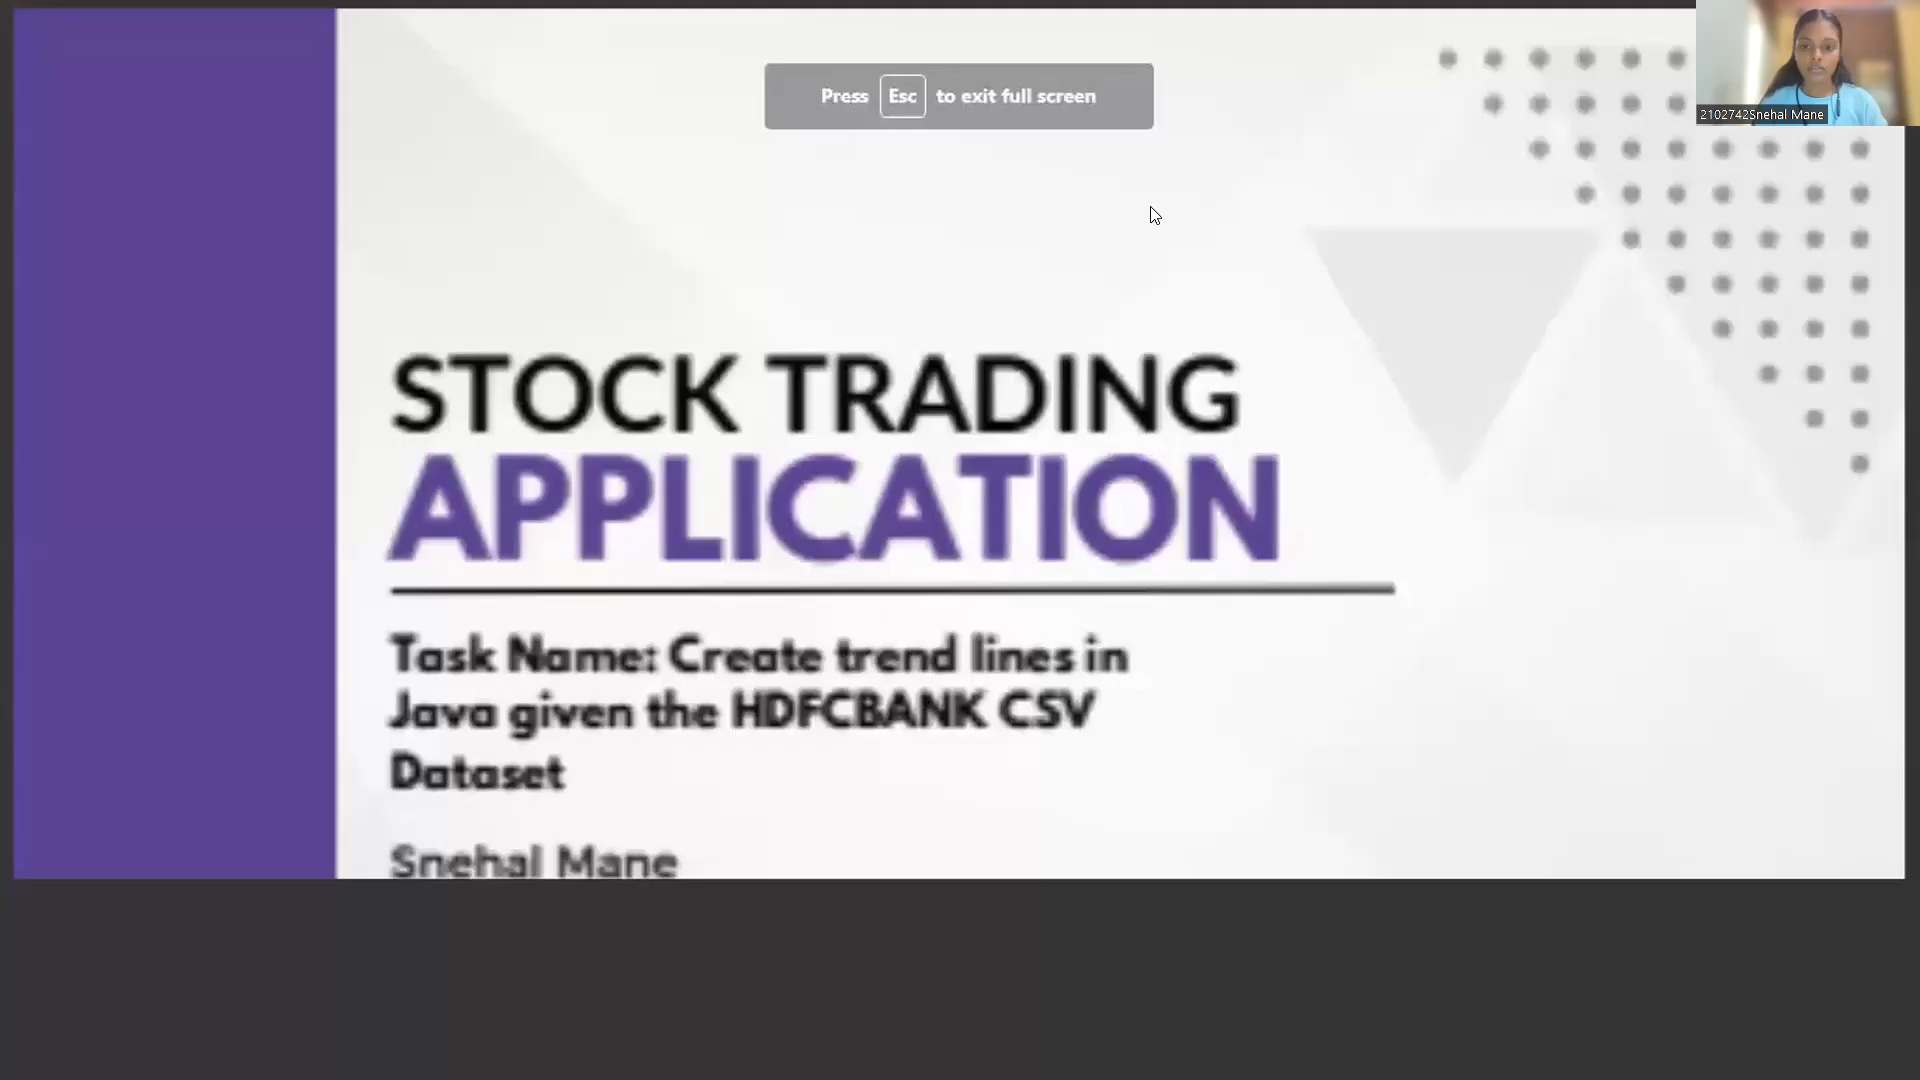 Press Esc to exit full screen
2102742Snehal Mane
STOCK TRADING
APPLICATION
Task Name: Create trend lines in
Java given the HDFCBANK CSV
Dataset
Snehal Mane